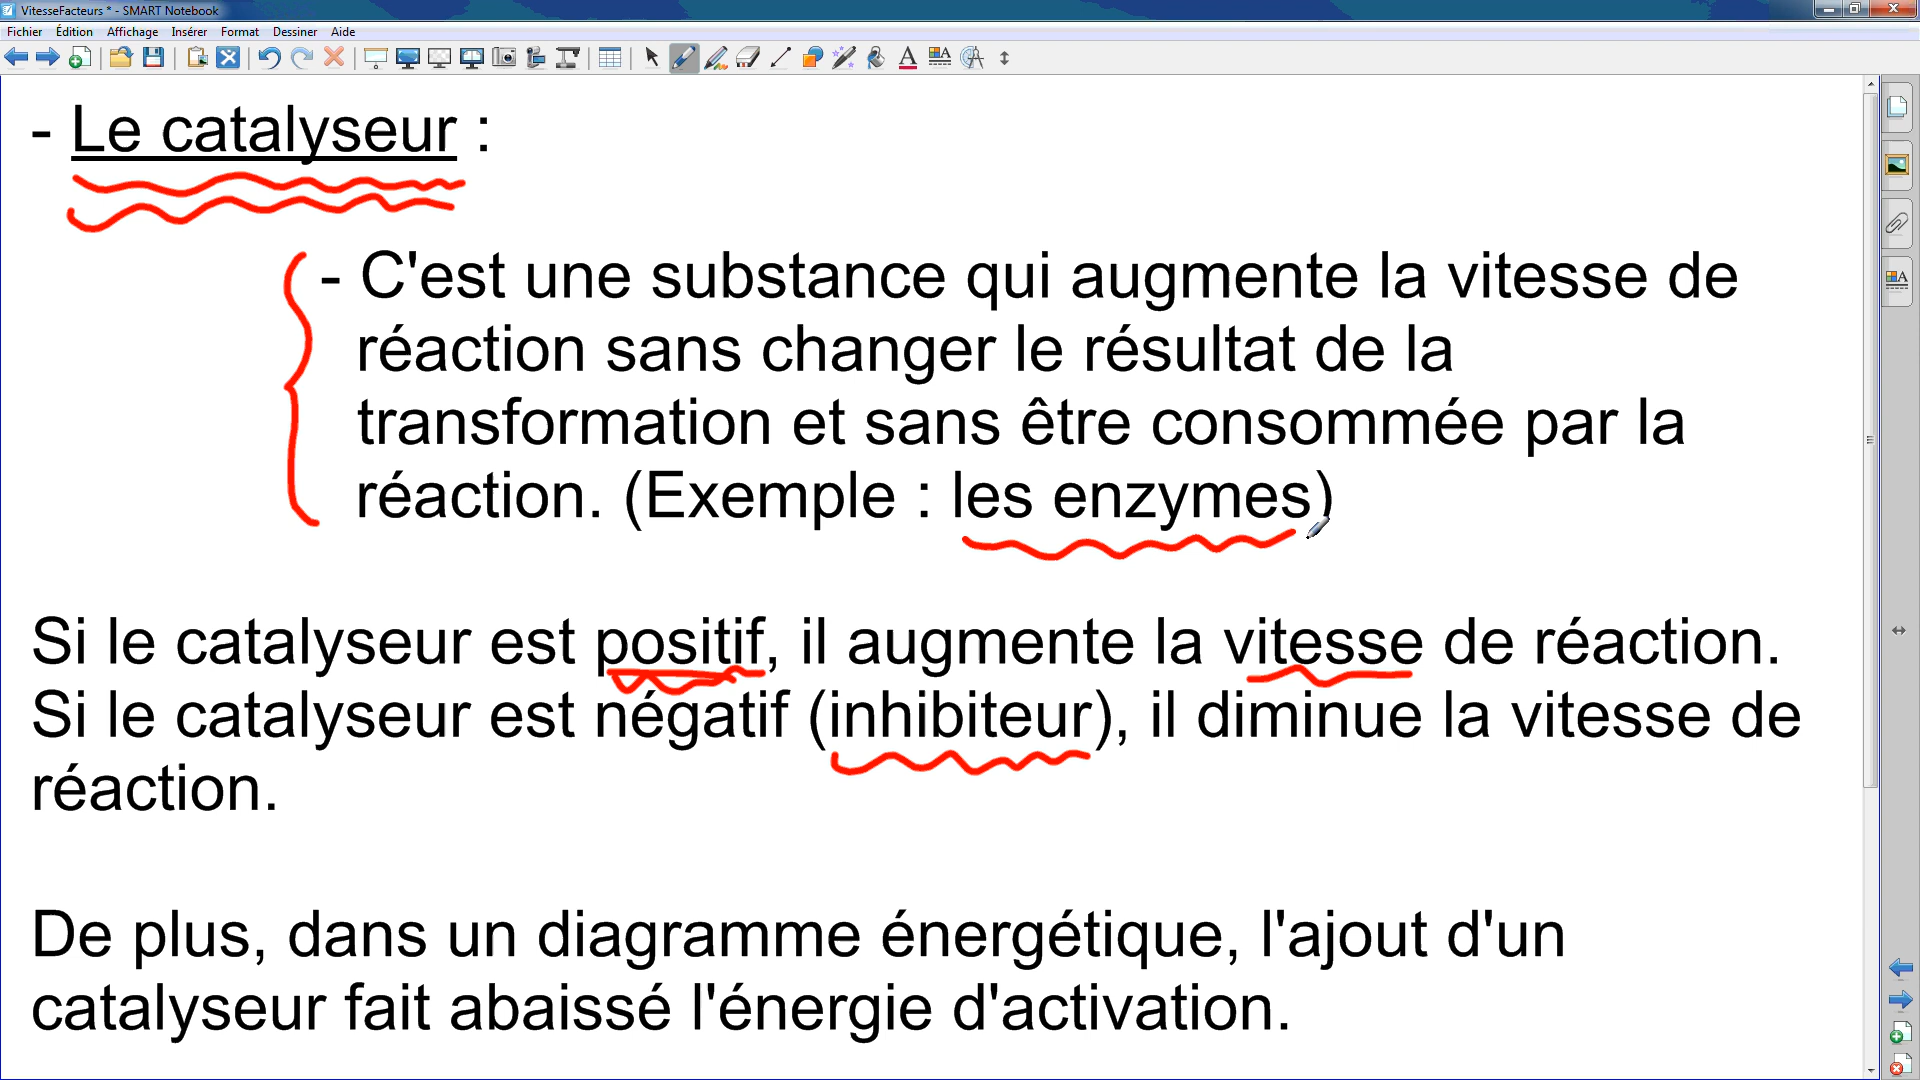 VitesseFacteurs * - SMART Notebook
Fichier Édition Affichage Insérer Format Dessiner Aide
- Le catalyseur :
- C'est une substance qui augmente la vitesse de
réaction sans changer le résultat de la
transformation et sans être consommée par la
réaction. (Exemple : les enzymes)
Si le catalyseur est positif, il augmente la vitesse de réaction.
Si le catalyseur est négatif (inhibiteur), il diminue la vitesse de
réaction.
De plus, dans un diagramme énergétique, l'ajout d'un
catalyseur fait abaissé l'énergie d'activation.